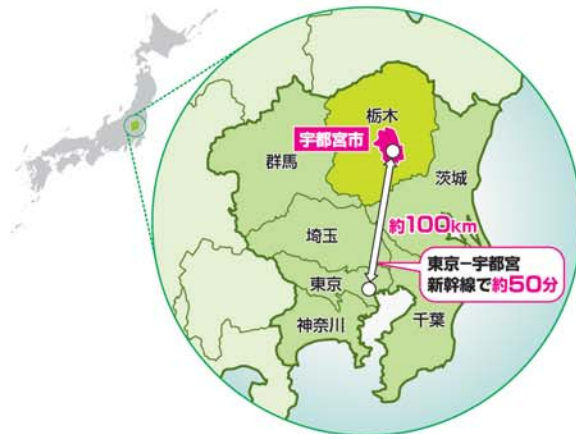 栃木
宇都宮市
群馬
茨城
約100km
埼玉
東京−宇都宮
新幹線で約50分
東京
神奈川
千葉